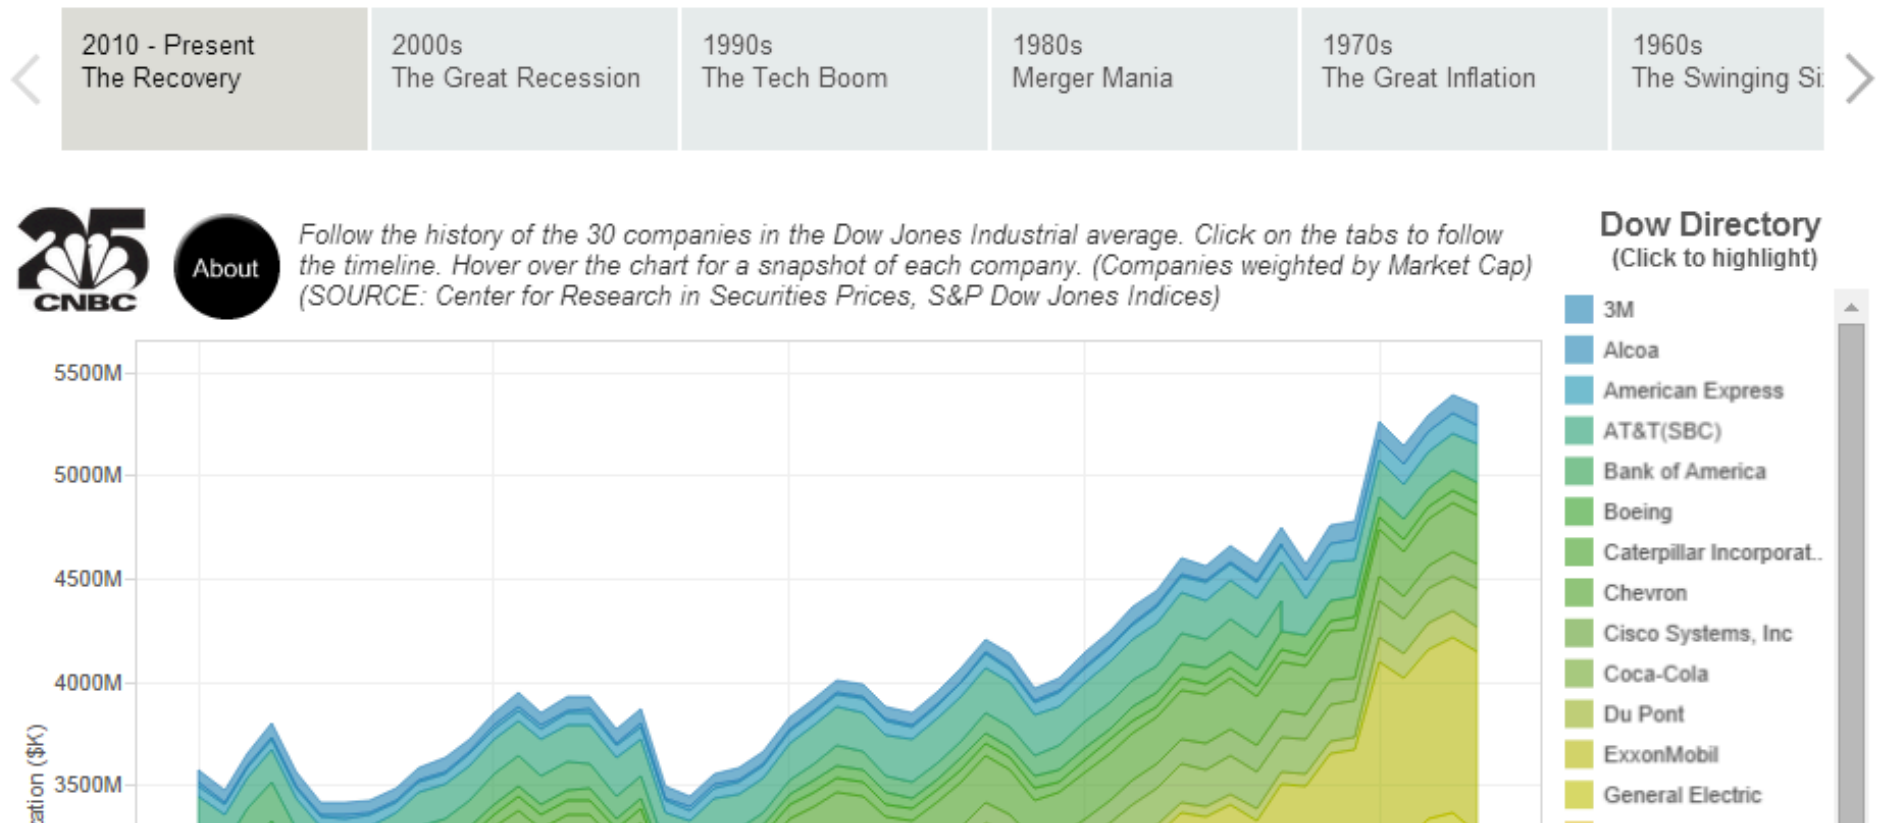 2010 - Present
The Recovery
2000s
The Great Recession
1990s
The Tech Boom
1980s
Merger Mania
1970s
The Great Inflation
1960s
The Swinging Si
25
CNBC
About
Follow the history of the 30 companies in the Dow Jones Industrial average. Click on the tabs to follow
the timeline. Hover over the chart for a snapshot of each company. (Companies weighted by Market Cap)
(SOURCE: Center for Research in Securities Prices, S&P Dow Jones Indices)
Dow Directory
(Click to highlight)
3M
Alcoa
American Express
AT&T(SBC)
Bank of America
Boeing
Caterpillar Incorporat..
Chevron
Cisco Systems, Inc
Coca-Cola
Du Pont
ExxonMobil
General Electric
5500M
5000M
4500M
4000M
3500M
cation ($K)